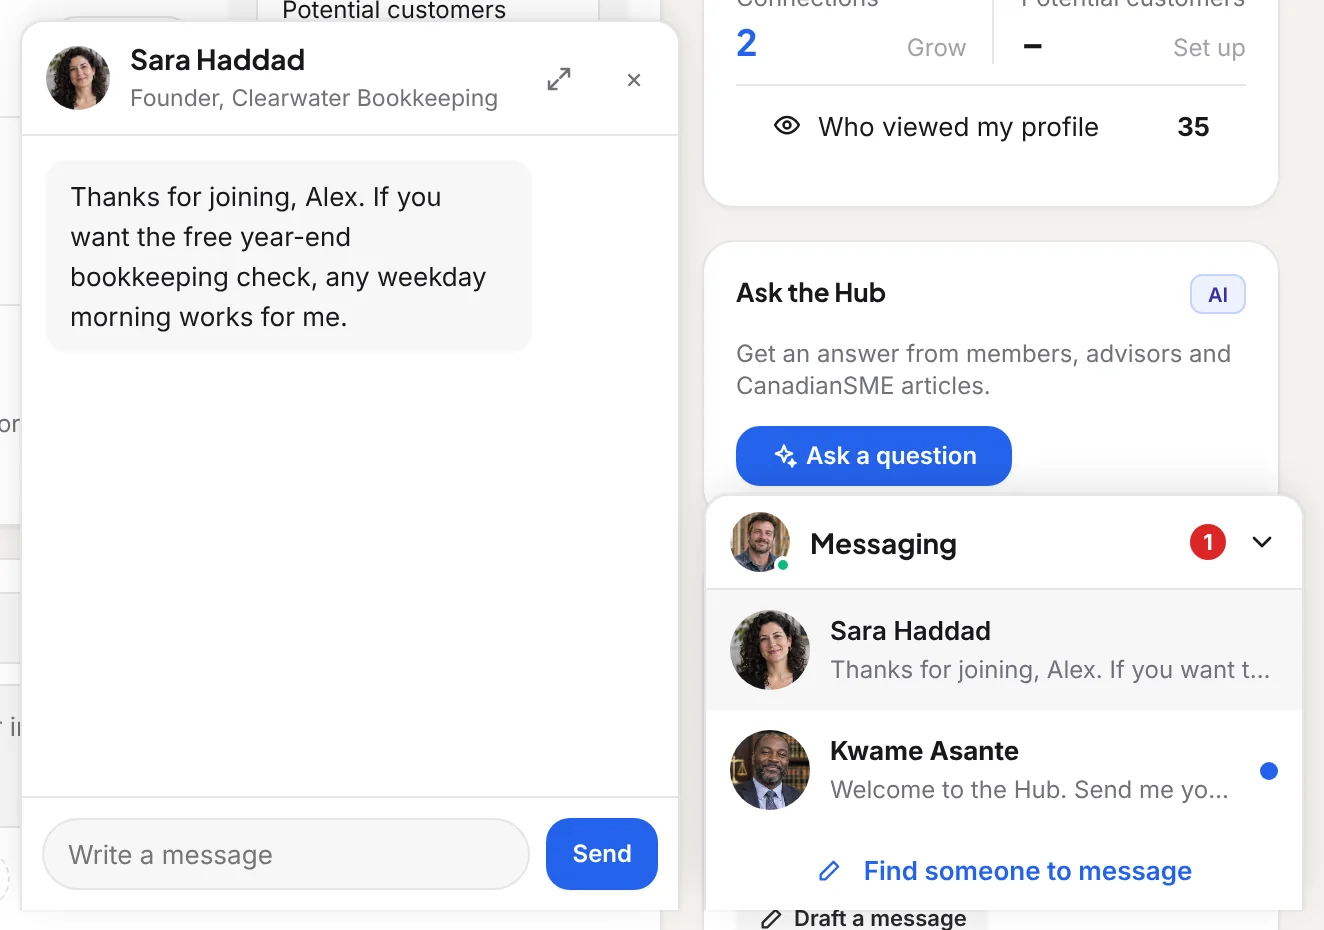 Potential customers
Sara Haddad
Founder, Clearwater Bookkeeping
Thanks for joining, Alex. If you
want the free year-end
bookkeeping check, any weekday
morning works for me.
Write a message
Send
Connections
Potential customers
2
Grow
–
Set up
Who viewed my profile
35
Ask the Hub
AI
Get an answer from members, advisors and
CanadianSME articles.
Ask a question
Messaging
1
Sara Haddad
Thanks for joining, Alex. If you want t...
Kwame Asante
Welcome to the Hub. Send me yo...
Find someone to message
Draft a message